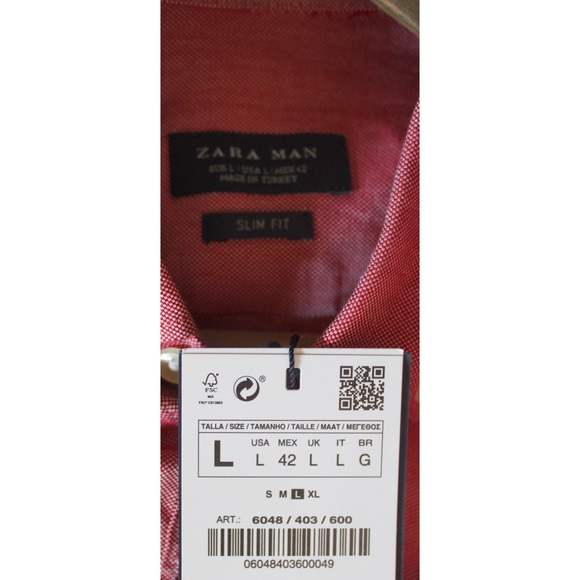 ZARA MAN
EUR L / USA L / MEX 42
MADE IN TURKEY
SLIM FIT
FSC
MIX
®
TALLA / SIZE / TAMANHO / TAILLE / MAAT / ΜΕΓΕΘΟΣ
L
USA MEX UK IT BR
L 42 L L G
S M L XL
ART.: 6048 / 403 / 600
06048403600049